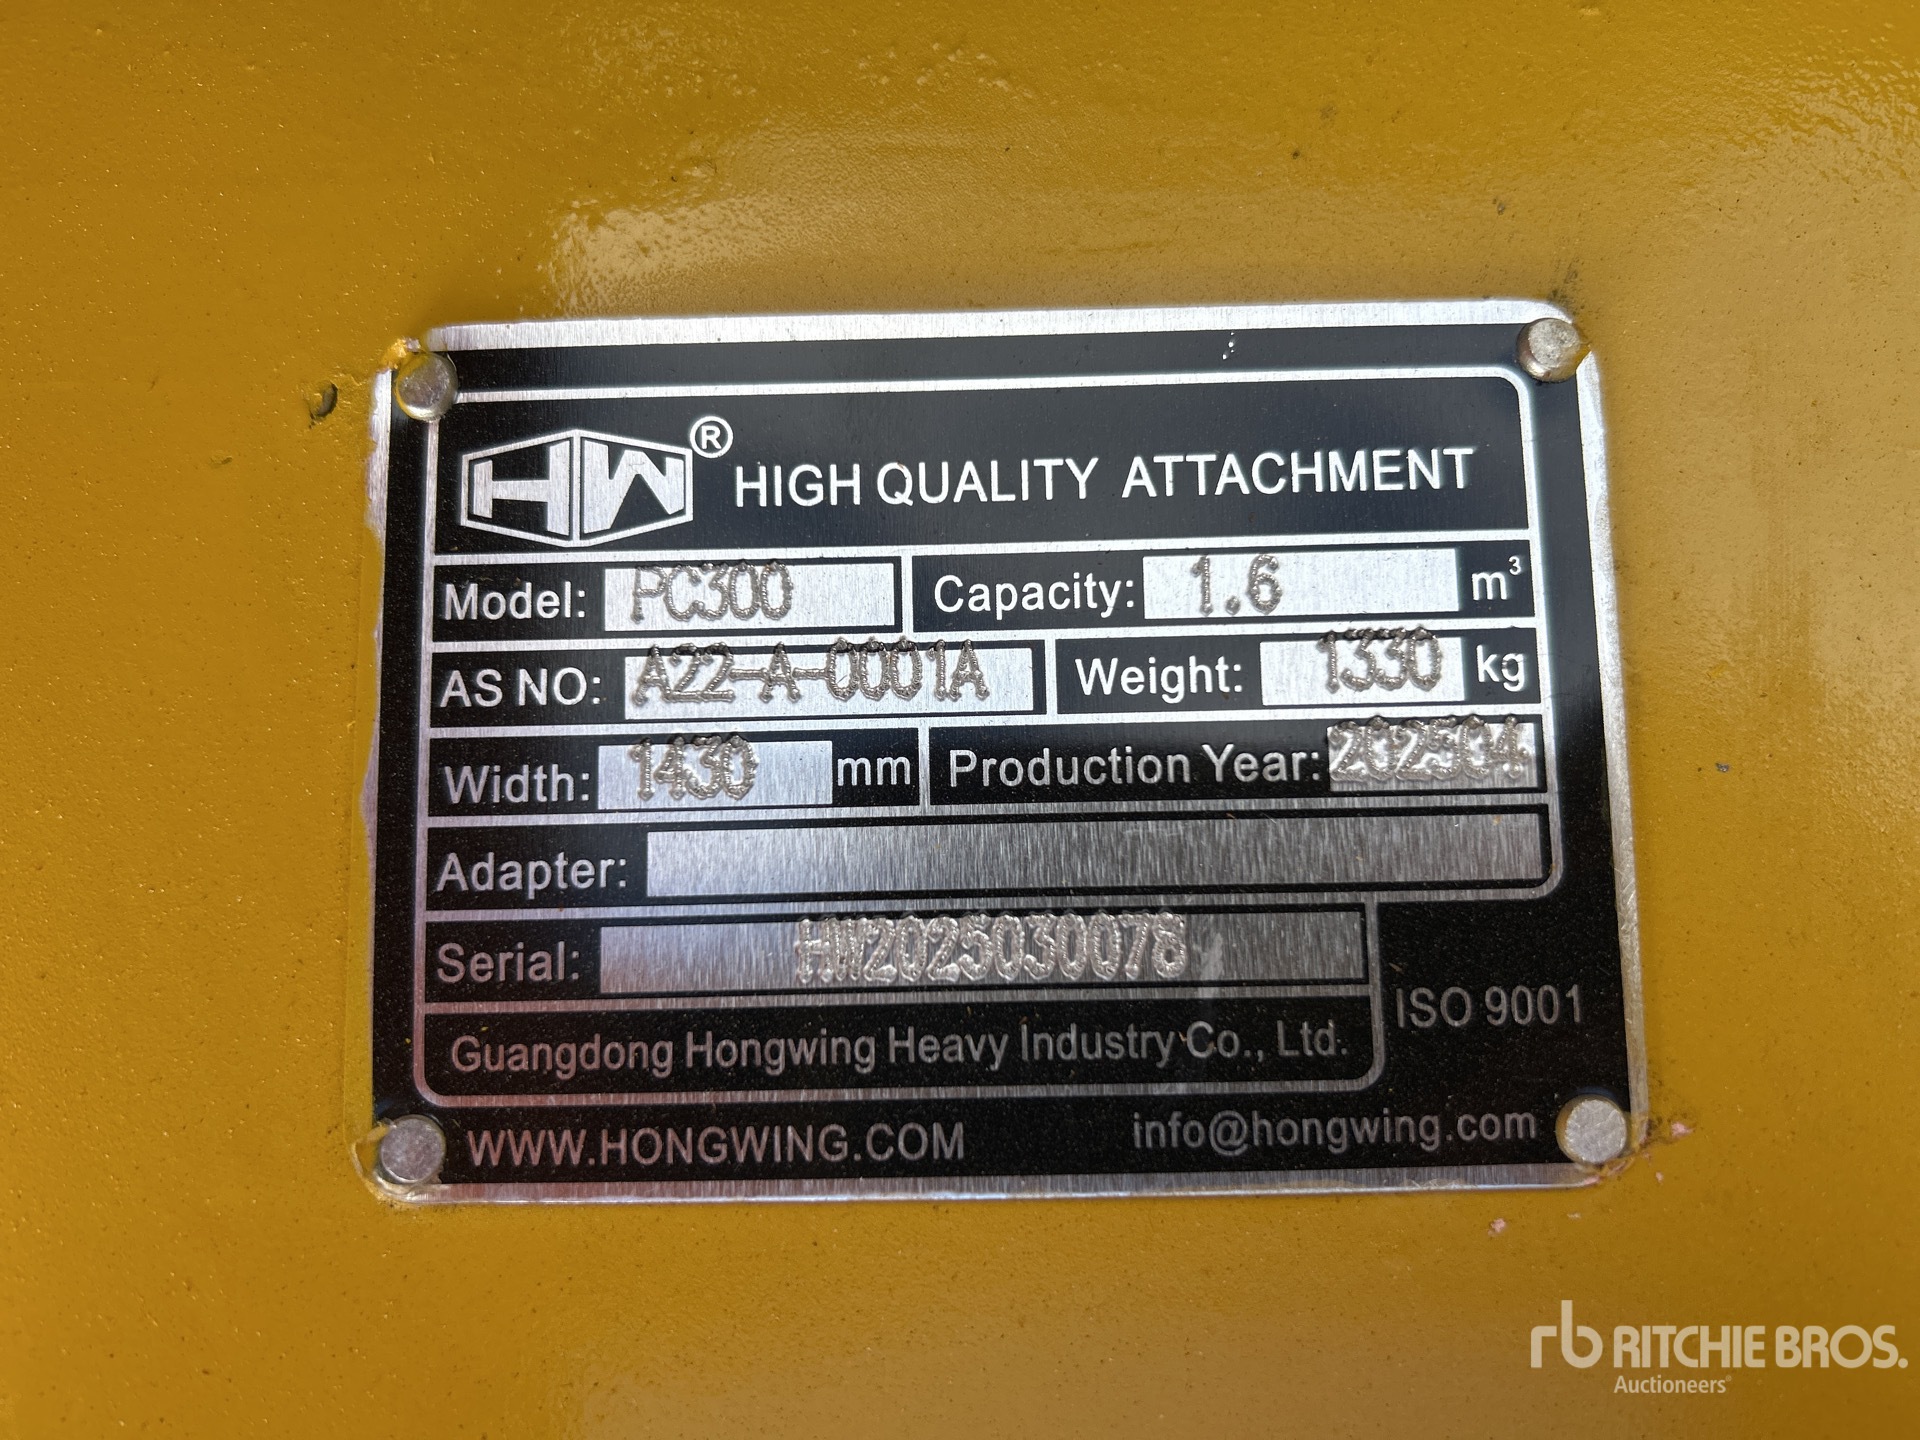 HW® HIGH QUALITY ATTACHMENT
Model: PC300 Capacity: 1.6 m³
AS NO: A22-A-0001A Weight: 1330 kg
Width: 1430 mm Production Year: 202504
Adapter:
Serial: HW2025030078
Guangdong Hongwing Heavy Industry Co., Ltd.
ISO 9001
WWW.HONGWING.COM info@hongwing.com
rb RITCHIE BROS.
Auctioneers®